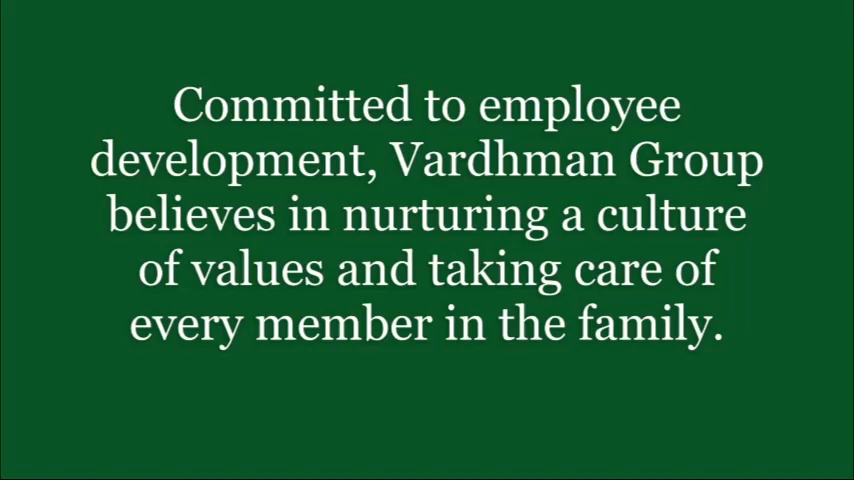 Committed to employee
development, Vardhman Group
believes in nurturing a culture
of values and taking care of
every member in the family.